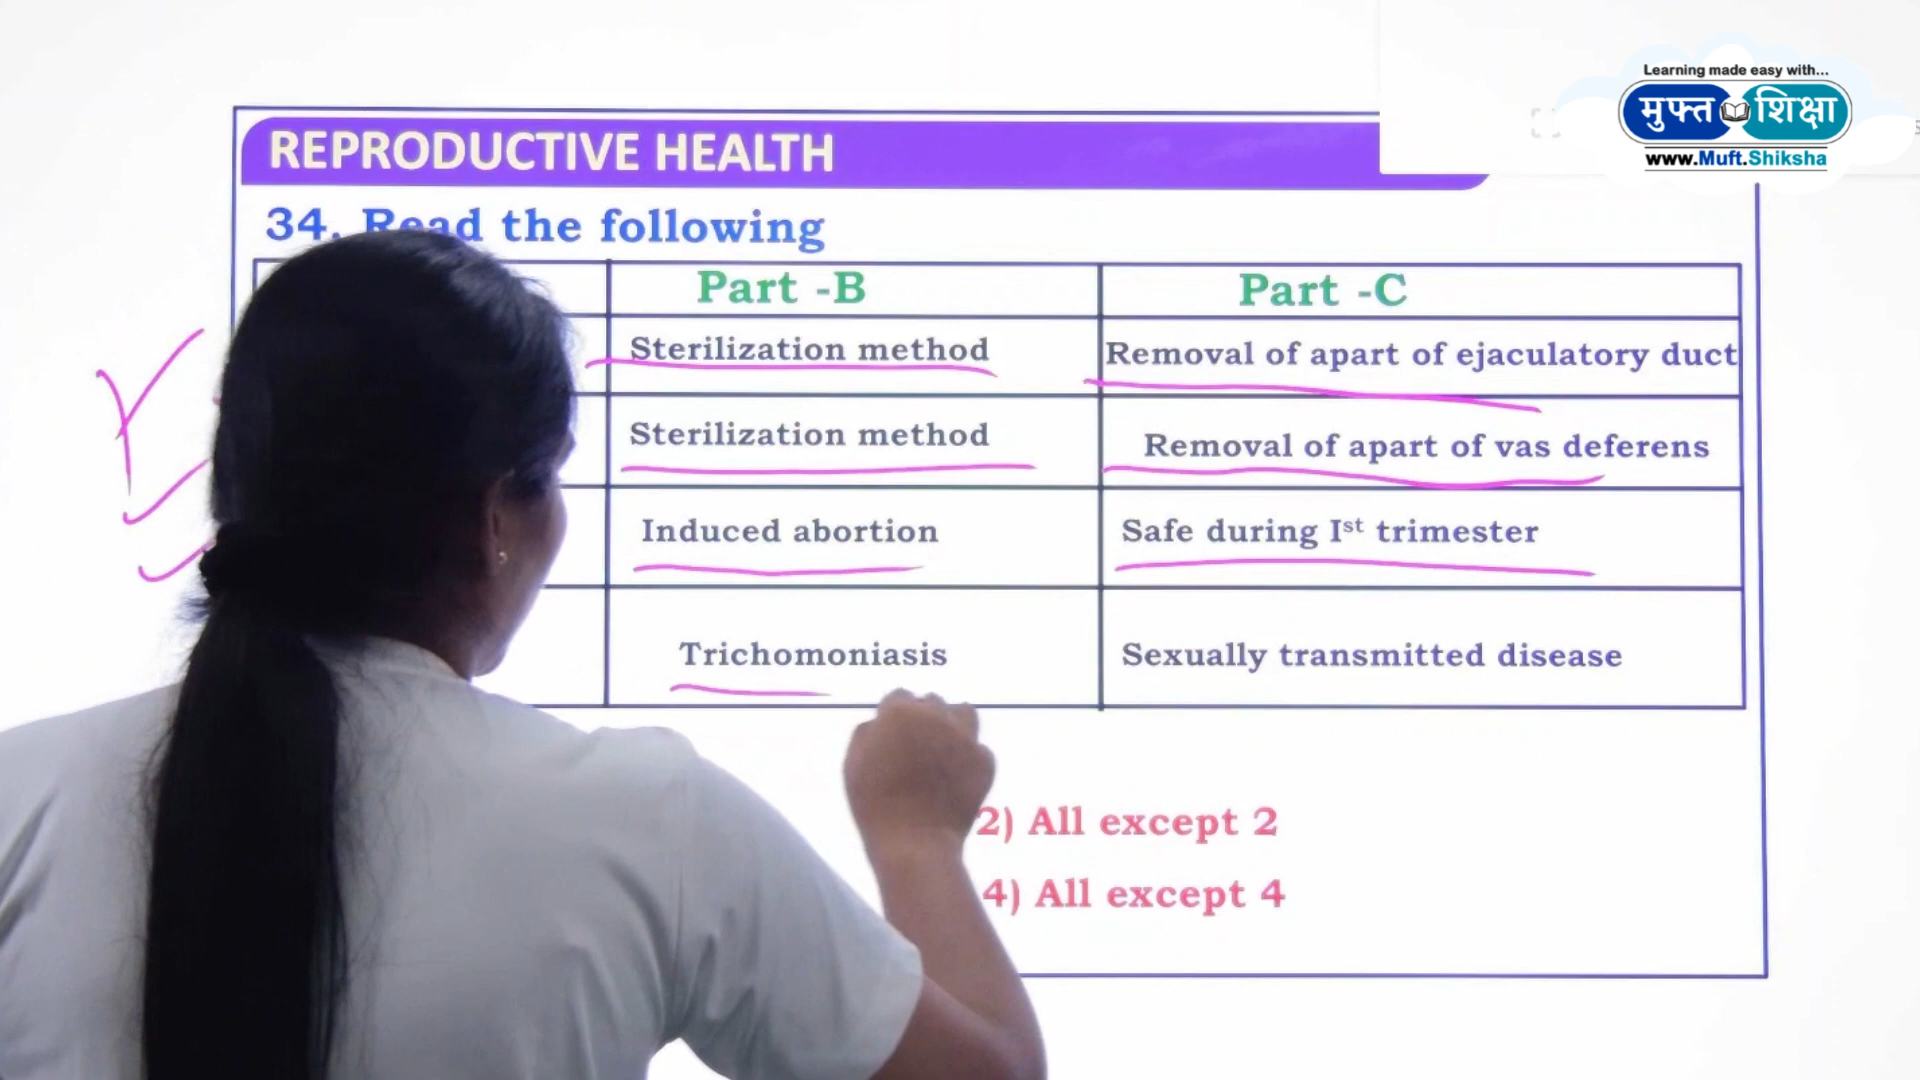 Learning made easy with...
मुफ्त शिक्षा
www.Muft.Shiksha
REPRODUCTIVE HEALTH
34. Read the following
Part -B Part -C
Sterilization method Removal of apart of ejaculatory duct
Sterilization method Removal of apart of vas deferens
Induced abortion Safe during Ist trimester
Trichomoniasis Sexually transmitted disease
2) All except 2
4) All except 4